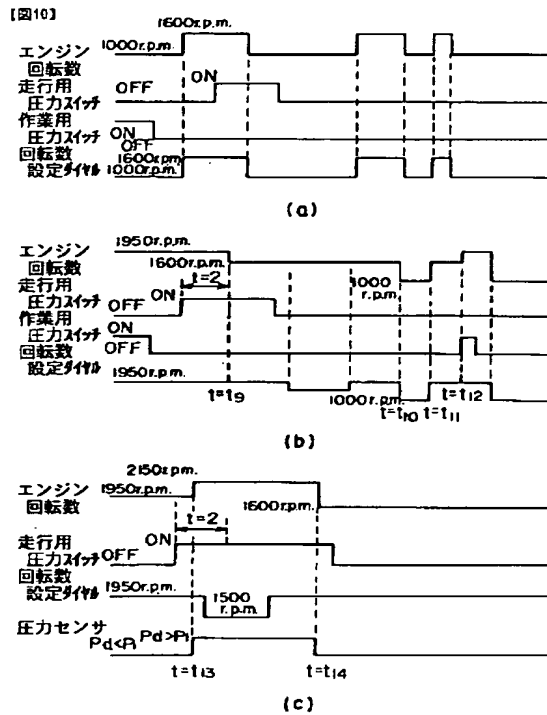 【図10】
1600r.p.m.
エンジン 1000r.p.m.
回転数
走行用 OFF ON
圧力スイッチ
作業用
圧力スイッチ ON
OFF
回転数 1600r.p.m.
設定ダイヤル 1000r.p.m.
(a)
エンジン 1950r.p.m.
回転数 1600r.p.m.
走行用 t=2 1000
圧力スイッチ ON r.p.m.
OFF
作業用
圧力スイッチ ON
回転数 OFF
設定ダイヤル 1950r.p.m.
t=t9 1000r.p.m. t=t10 t=t11 t=t12
(b)
2150r.p.m.
エンジン 1950r.p.m.
回転数 1600r.p.m.
t=2
走行用 ON
圧力スイッチ OFF
回転数 1950r.p.m.
設定ダイヤル 1500
r.p.m.
圧力センサ
Pd<P1 Pd>P1
t=t13 t=t14
(c)